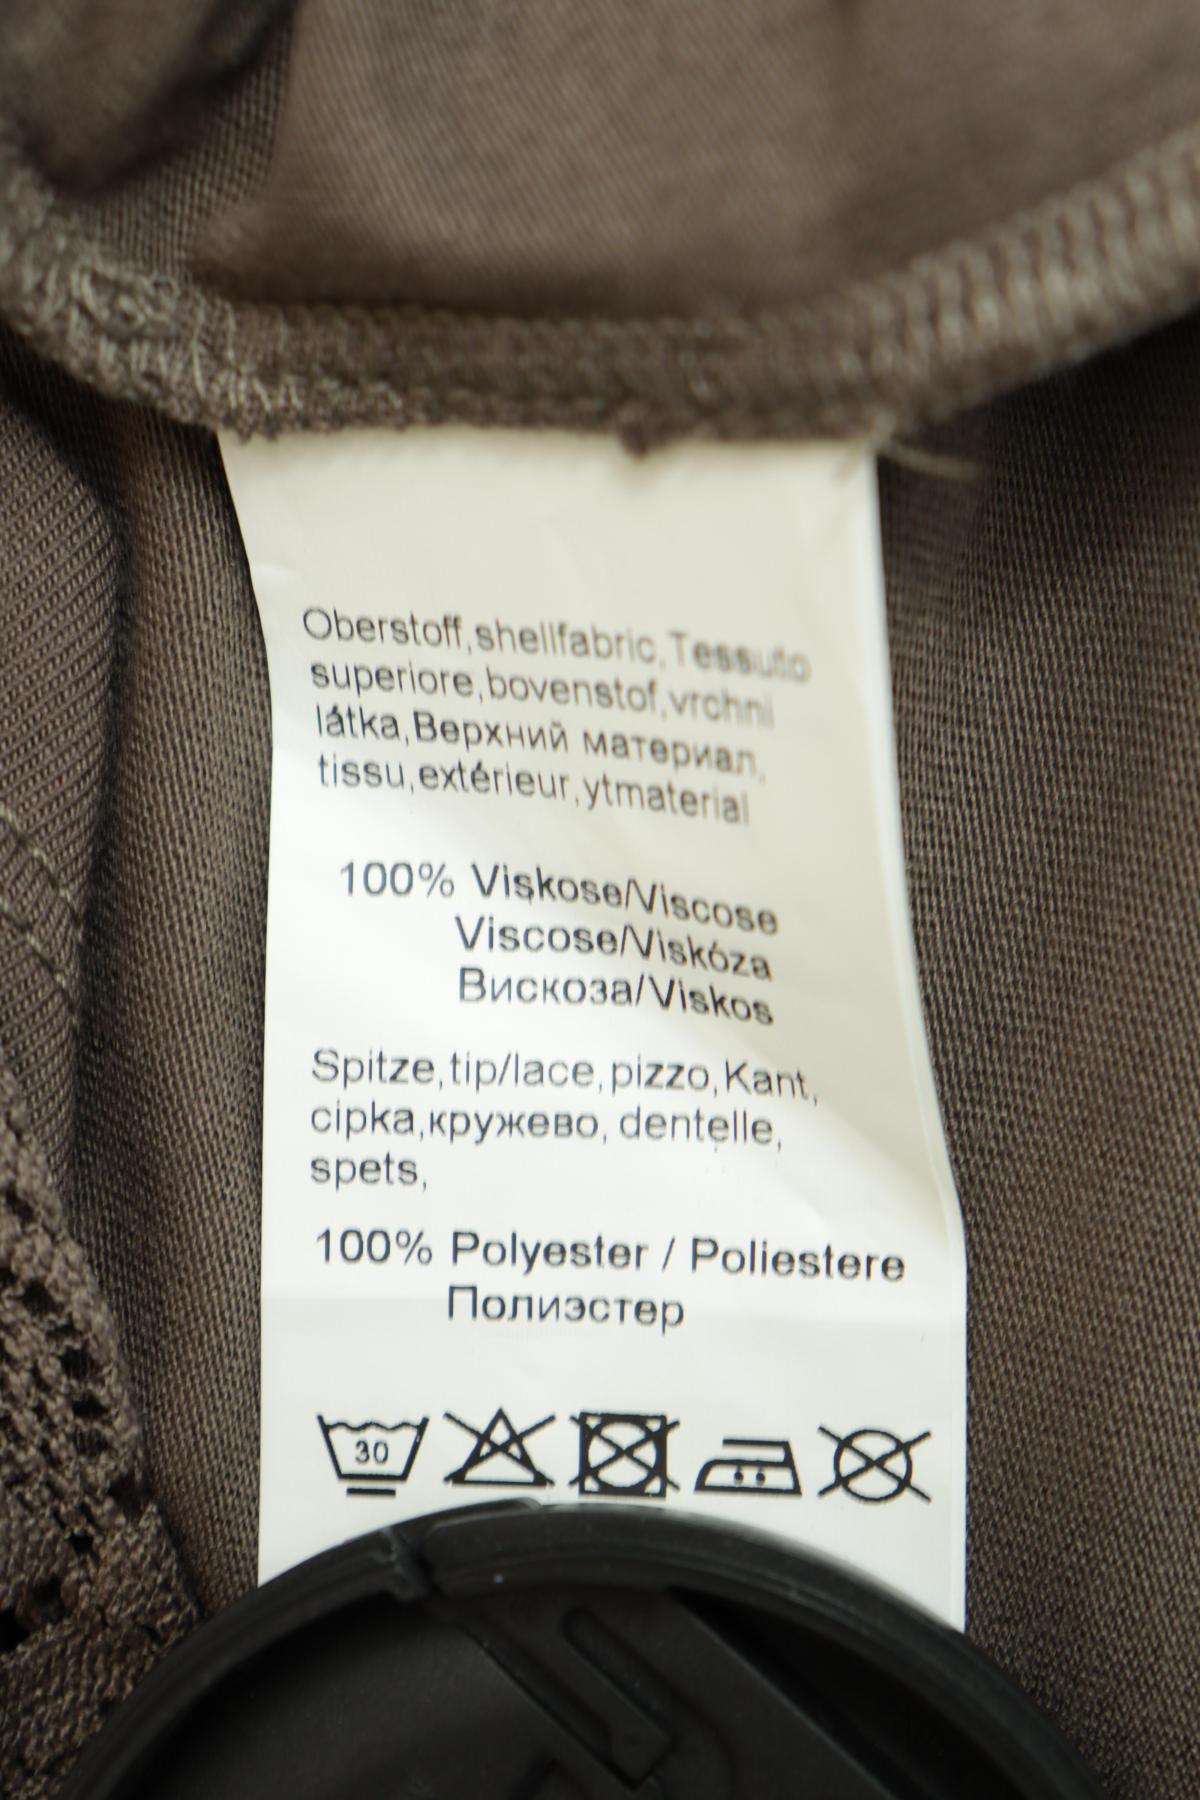 Oberstoff,shellfabric,Tessuto
superiore,bovenstof,vrchni
látka,Верхний материал,
tissu,extérieur,ytmaterial
100% Viskose/Viscose
Viscose/Viskóza
Вискоза/Viskos
Spitze,tip/lace,pizzo,Kant,
cipka,кружево, dentelle,
spets,
100% Polyester / Poliestere
Полиэстер
30